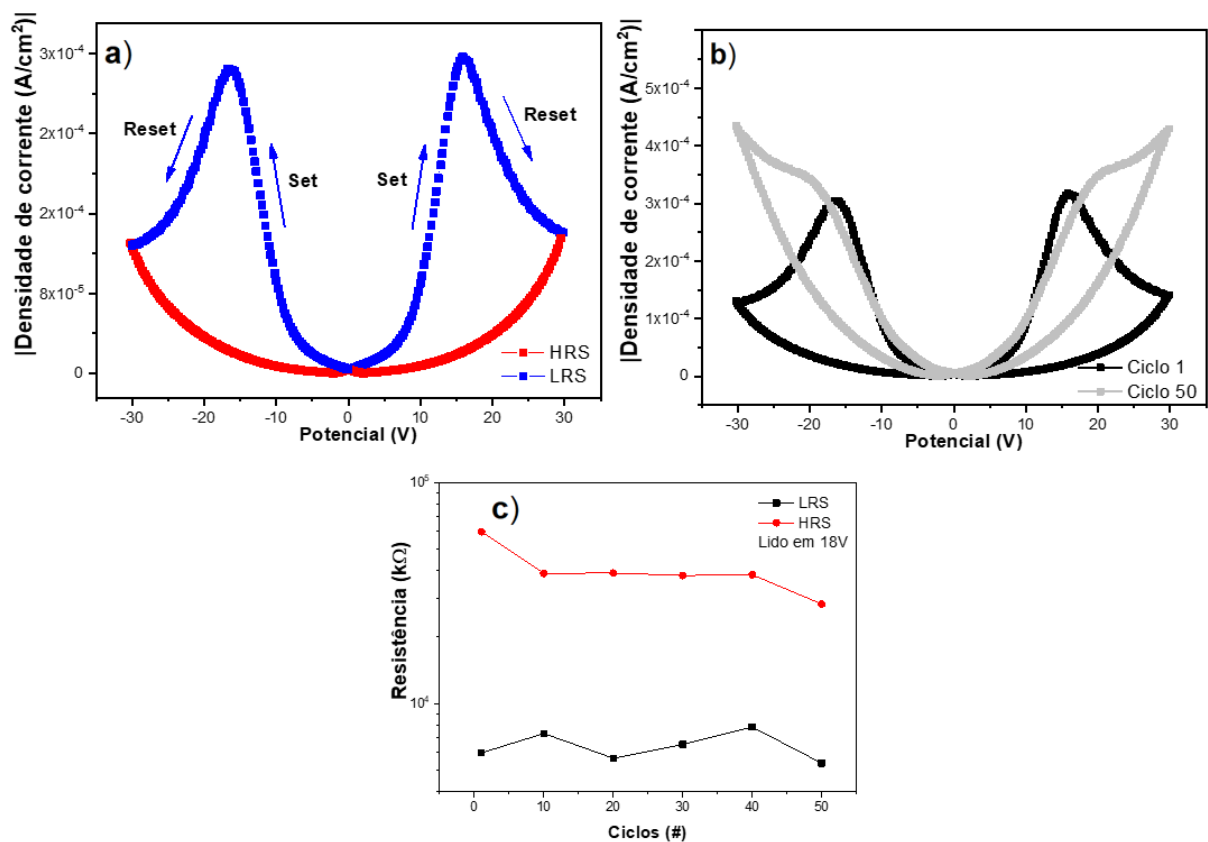 a)
|Densidade de corrente (A/cm²)|
3x10⁻⁴
2x10⁻⁴
2x10⁻⁴
8x10⁻⁵
0
Reset
Set
Set
Reset
HRS
LRS
-30 -20 -10 0 10 20 30
Potencial (V)
b)
|Densidade de corrente (A/cm²)|
5x10⁻⁴
4x10⁻⁴
3x10⁻⁴
2x10⁻⁴
1x10⁻⁴
0
Ciclo 1
Ciclo 50
-30 -20 -10 0 10 20 30
Potencial (V)
c)
Resistência (kΩ)
10⁵
10⁴
LRS
HRS
Lido em 18V
0 10 20 30 40 50
Ciclos (#)